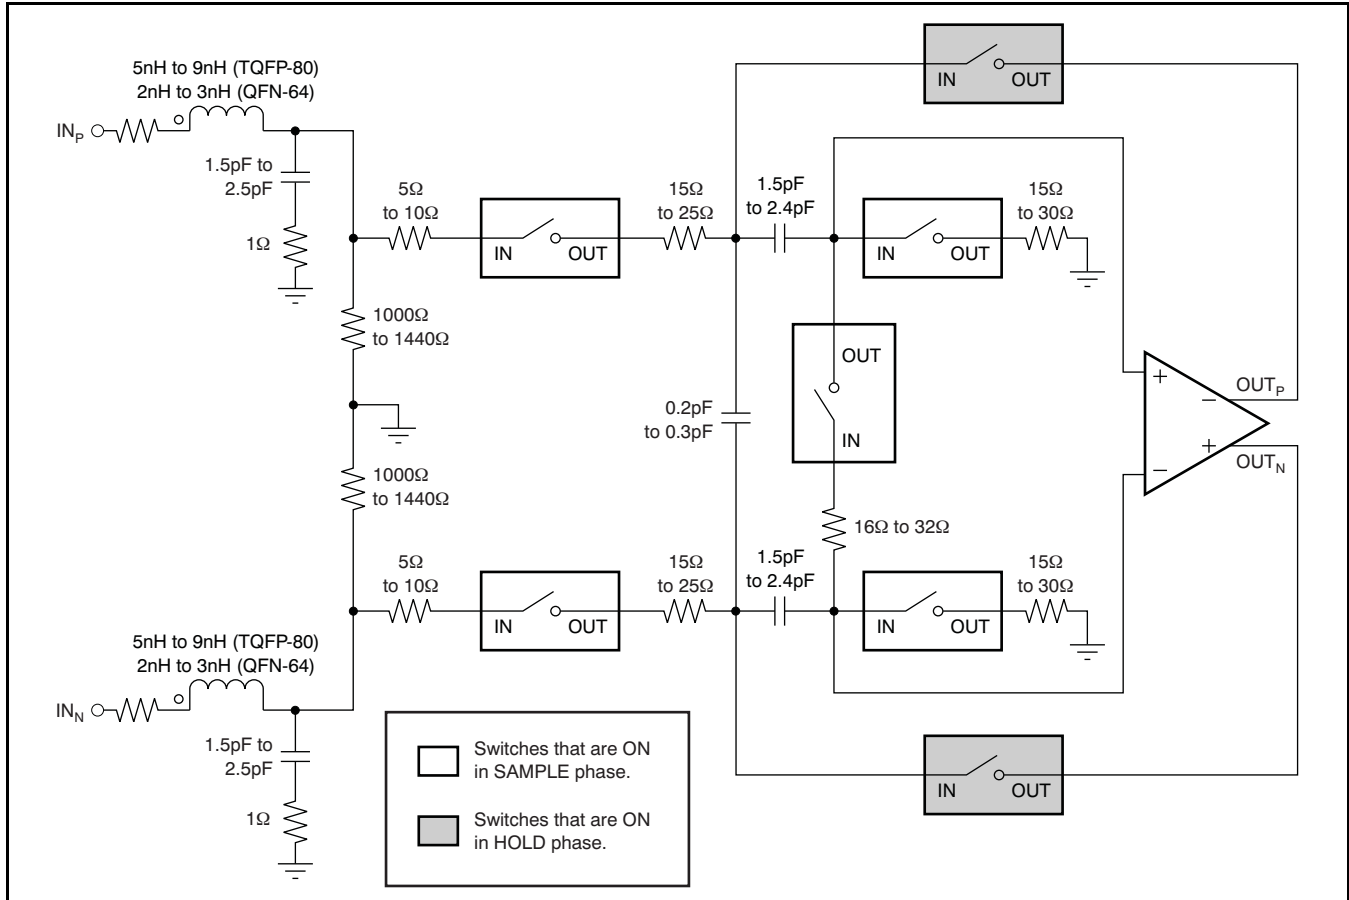 5nH to 9nH (TQFP-80)
2nH to 3nH (QFN-64)
IN OUT
INP
1.5pF to
2.5pF
1Ω
5Ω
to 10Ω
IN OUT
15Ω
to 25Ω
1.5pF
to 2.4pF
IN OUT
15Ω
to 30Ω
1000Ω
to 1440Ω
OUT
IN
0.2pF
to 0.3pF
+
−
−
+
OUTP
OUTN
1000Ω
to 1440Ω
16Ω to 32Ω
5Ω
to 10Ω
IN OUT
15Ω
to 25Ω
1.5pF
to 2.4pF
IN OUT
15Ω
to 30Ω
5nH to 9nH (TQFP-80)
2nH to 3nH (QFN-64)
INN
1.5pF to
2.5pF
1Ω
Switches that are ON
in SAMPLE phase.
Switches that are ON
in HOLD phase.
IN OUT